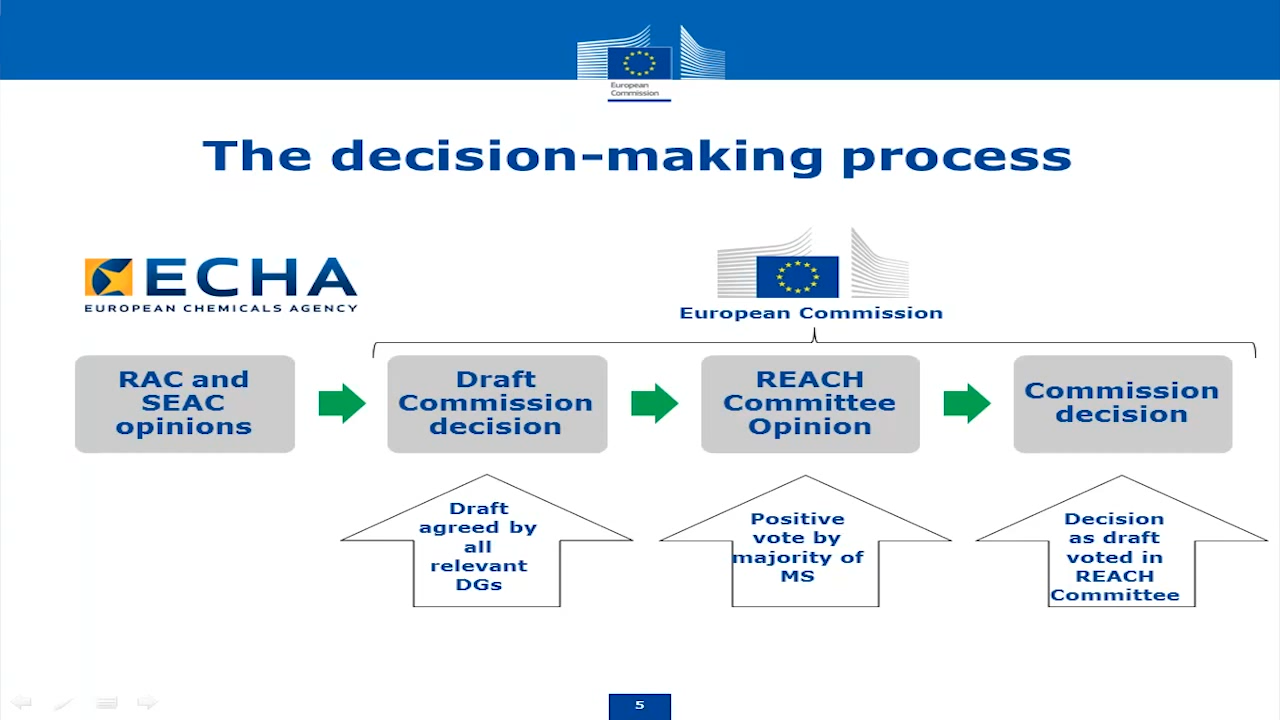 European
Commission
The decision-making process
ECHA
EUROPEAN CHEMICALS AGENCY
European Commission
RAC and
SEAC
opinions
Draft
Commission
decision
REACH
Committee
Opinion
Commission
decision
Draft
agreed by
all
relevant
DGs
Positive
vote by
majority of
MS
Decision
as draft
voted in
REACH
Committee
5